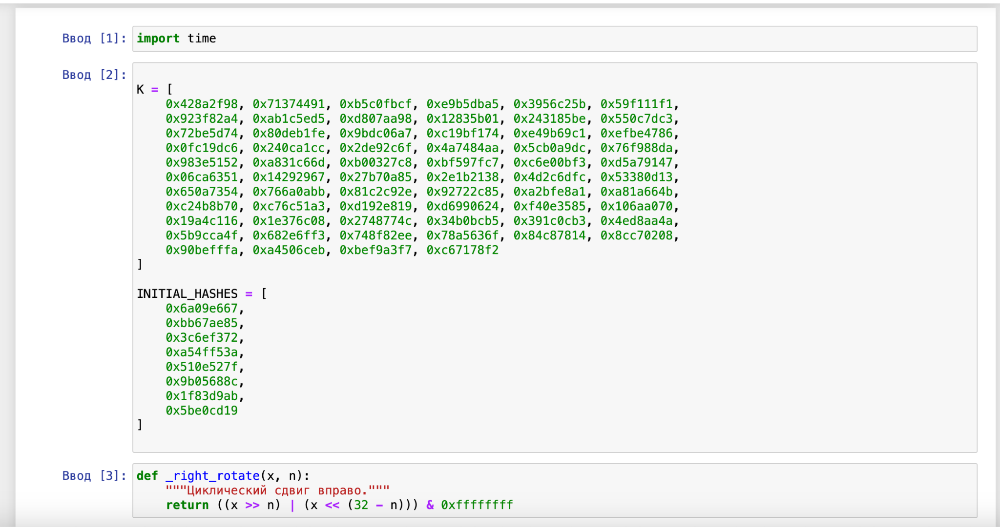 Ввод [1]: import time
Ввод [2]:
K = [
0x428a2f98, 0x71374491, 0xb5c0fbcf, 0xe9b5dba5, 0x3956c25b, 0x59f111f1,
0x923f82a4, 0xab1c5ed5, 0xd807aa98, 0x12835b01, 0x243185be, 0x550c7dc3,
0x72be5d74, 0x80deb1fe, 0x9bdc06a7, 0xc19bf174, 0xe49b69c1, 0xefbe4786,
0x0fc19dc6, 0x240ca1cc, 0x2de92c6f, 0x4a7484aa, 0x5cb0a9dc, 0x76f988da,
0x983e5152, 0xa831c66d, 0xb00327c8, 0xbf597fc7, 0xc6e00bf3, 0xd5a79147,
0x06ca6351, 0x14292967, 0x27b70a85, 0x2e1b2138, 0x4d2c6dfc, 0x53380d13,
0x650a7354, 0x766a0abb, 0x81c2c92e, 0x92722c85, 0xa2bfe8a1, 0xa81a664b,
0xc24b8b70, 0xc76c51a3, 0xd192e819, 0xd6990624, 0xf40e3585, 0x106aa070,
0x19a4c116, 0x1e376c08, 0x2748774c, 0x34b0bcb5, 0x391c0cb3, 0x4ed8aa4a,
0x5b9cca4f, 0x682e6ff3, 0x748f82ee, 0x78a5636f, 0x84c87814, 0x8cc70208,
0x90befffa, 0xa4506ceb, 0xbef9a3f7, 0xc67178f2
]
INITIAL_HASHES = [
0x6a09e667,
0xbb67ae85,
0x3c6ef372,
0xa54ff53a,
0x510e527f,
0x9b05688c,
0x1f83d9ab,
0x5be0cd19
]
Ввод [3]: def _right_rotate(x, n):
"""Циклический сдвиг вправо."""
return ((x >> n) | (x << (32 - n))) & 0xffffffff